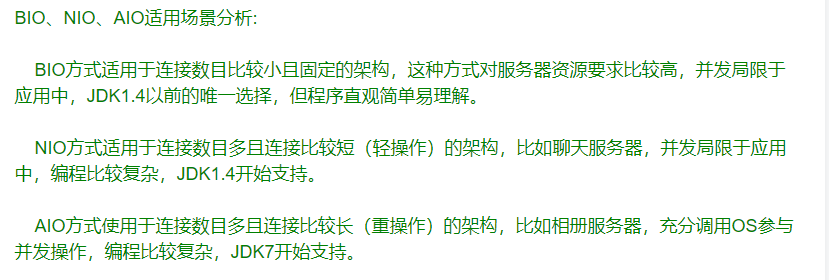 BIO、NIO、AIO适用场景分析:
BIO方式适用于连接数目比较小且固定的架构，这种方式对服务器资源要求比较高，并发局限于
应用中，JDK1.4以前的唯一选择，但程序直观简单易理解。
NIO方式适用于连接数目多且连接比较短（轻操作）的架构，比如聊天服务器，并发局限于应用
中，编程比较复杂，JDK1.4开始支持。
AIO方式使用于连接数目多且连接比较长（重操作）的架构，比如相册服务器，充分调用OS参与
并发操作，编程比较复杂，JDK7开始支持。